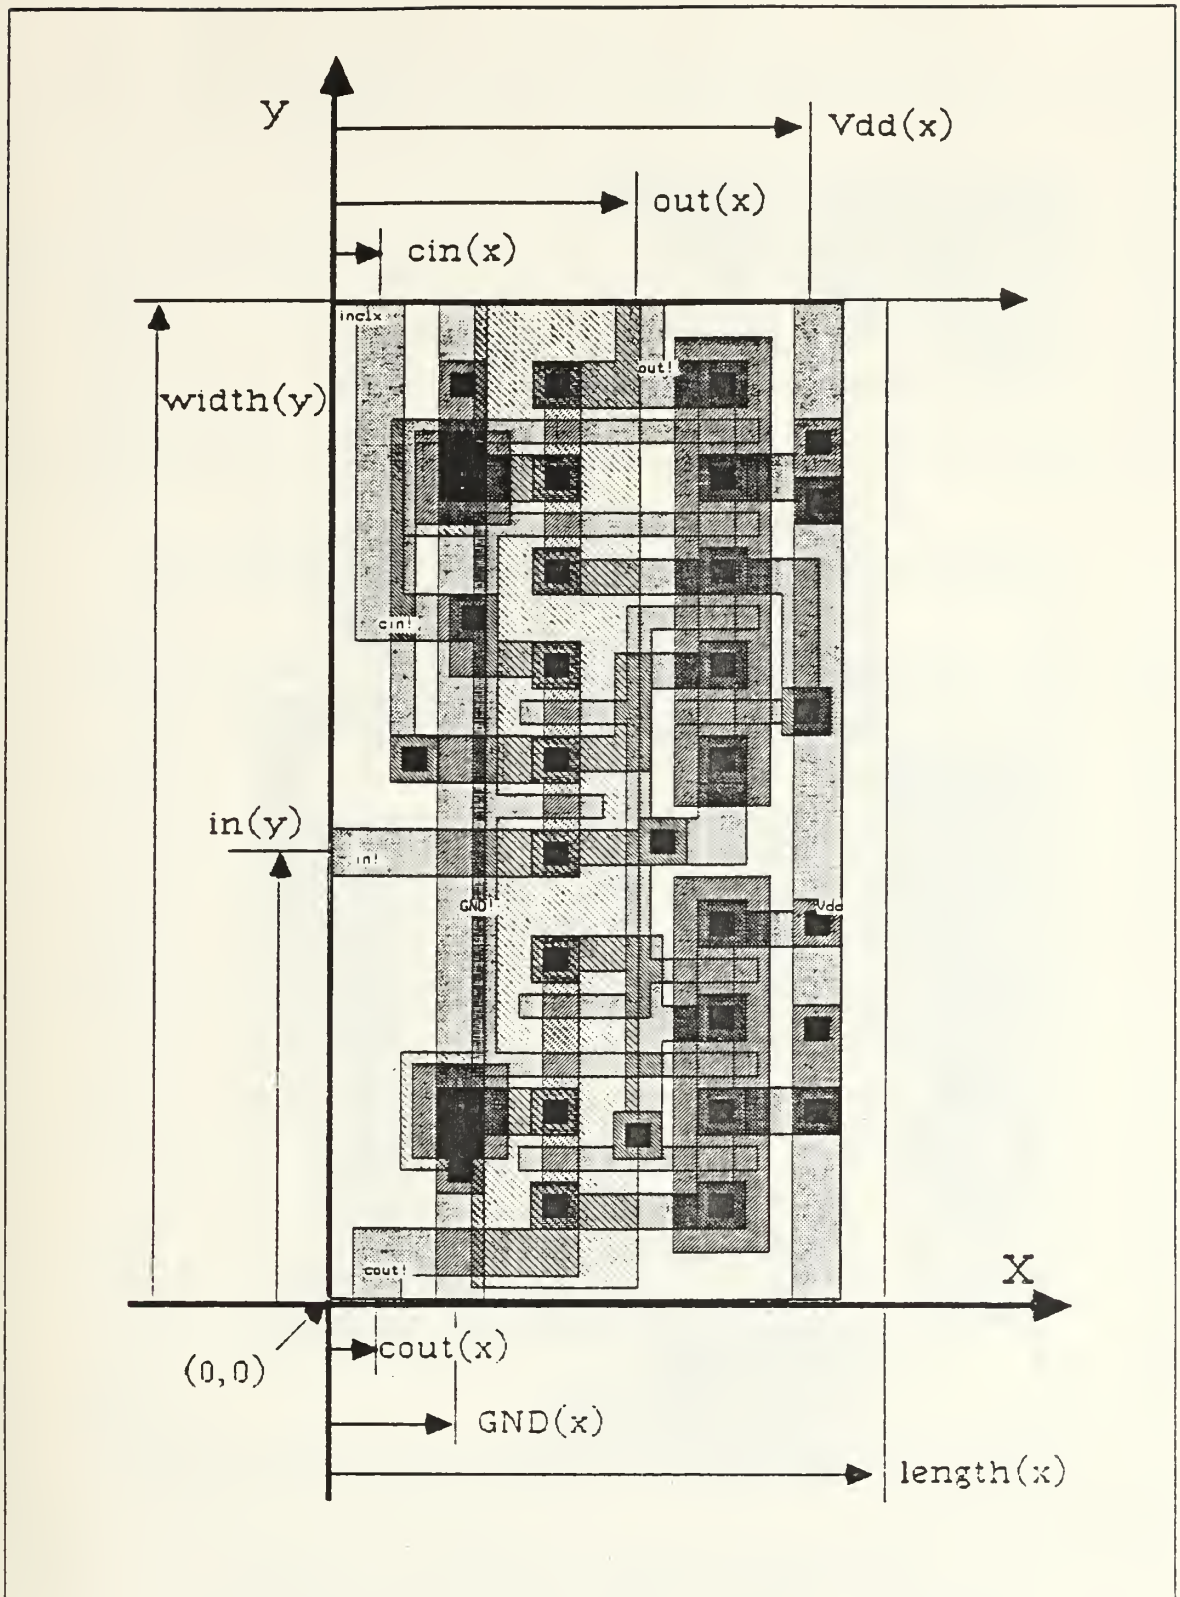 y
Vdd(x)
out(x)
cin(x)
inclx
width(y)
out!
cin!
in(y)
in!
GND!
Vdd
cout!
X
(0,0)
cout(x)
GND(x)
length(x)